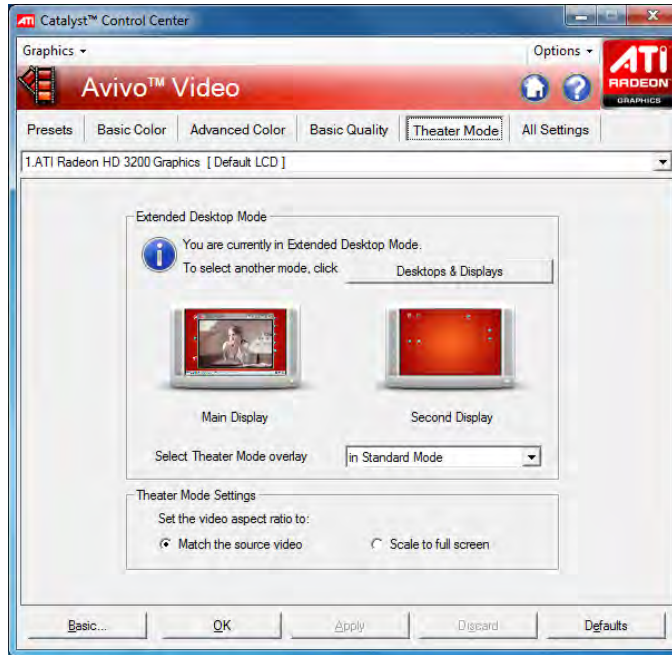 ATI Catalyst™ Control Center
Graphics
Options
Avivo™ Video
ATI
RADEON
GRAPHICS
Presets Basic Color Advanced Color Basic Quality Theater Mode All Settings
1.ATI Radeon HD 3200 Graphics [ Default LCD ]
Extended Desktop Mode
You are currently in Extended Desktop Mode.
To select another mode, click Desktops & Displays
Main Display Second Display
Select Theater Mode overlay in Standard Mode
Theater Mode Settings
Set the video aspect ratio to:
Match the source video Scale to full screen
Basic... OK Apply Discard Defaults